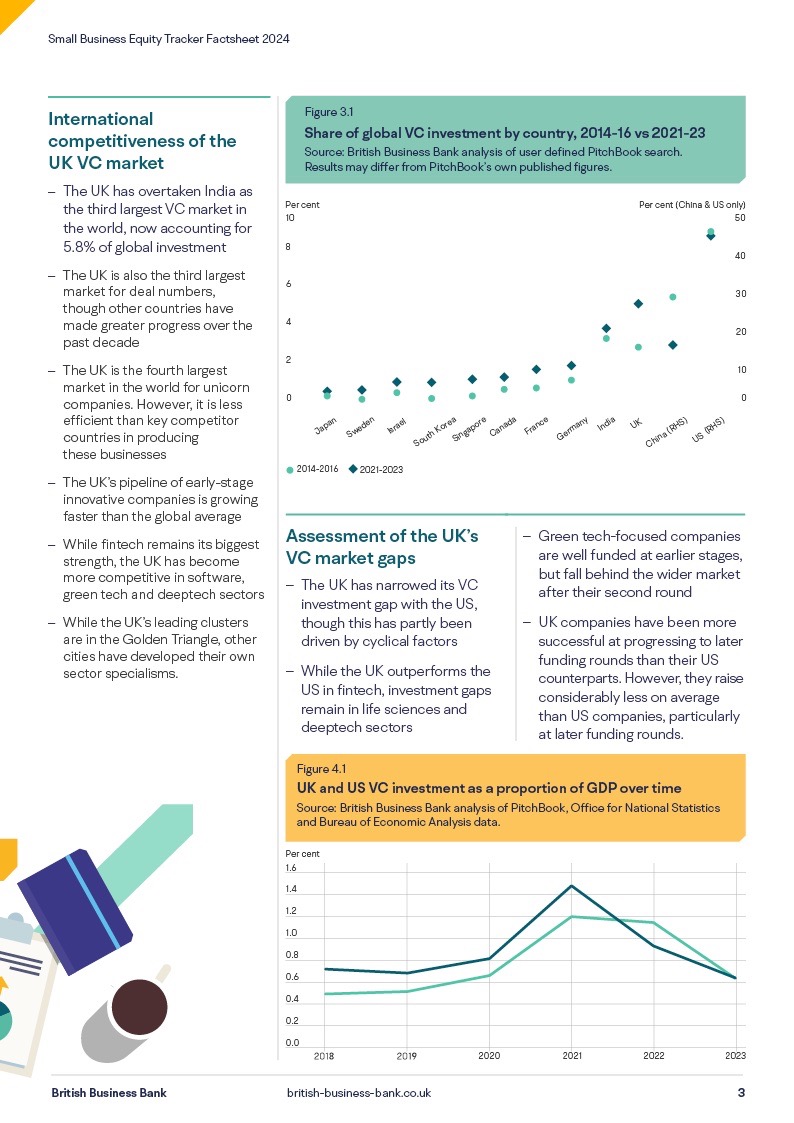 Small Business Equity Tracker Factsheet 2024
International
competitiveness of the
UK VC market
– The UK has overtaken India as
the third largest VC market in
the world, now accounting for
5.8% of global investment
– The UK is also the third largest
market for deal numbers,
though other countries have
made greater progress over the
past decade
– The UK is the fourth largest
market in the world for unicorn
companies. However, it is less
efficient than key competitor
countries in producing
these businesses
– The UK’s pipeline of early-stage
innovative companies is growing
faster than the global average
– While fintech remains its biggest
strength, the UK has become
more competitive in software,
green tech and deeptech sectors
– While the UK’s leading clusters
are in the Golden Triangle, other
cities have developed their own
sector specialisms.
Figure 3.1
Share of global VC investment by country, 2014-16 vs 2021-23
Source: British Business Bank analysis of user defined PitchBook search.
Results may differ from PitchBook’s own published figures.
Per cent
Per cent (China & US only)
10
8
6
4
2
0
50
40
30
20
10
0
Japan
Sweden
Israel
South Korea
Singapore
Canada
France
Germany
India
UK
China (RHS)
US (RHS)
2014-2016
2021-2023
Assessment of the UK’s
VC market gaps
– The UK has narrowed its VC
investment gap with the US,
though this has partly been
driven by cyclical factors
– While the UK outperforms the
US in fintech, investment gaps
remain in life sciences and
deeptech sectors
– Green tech-focused companies
are well funded at earlier stages,
but fall behind the wider market
after their second round
– UK companies have been more
successful at progressing to later
funding rounds than their US
counterparts. However, they raise
considerably less on average
than US companies, particularly
at later funding rounds.
Figure 4.1
UK and US VC investment as a proportion of GDP over time
Source: British Business Bank analysis of PitchBook, Office for National Statistics
and Bureau of Economic Analysis data.
Per cent
1.6
1.4
1.2
1.0
0.8
0.6
0.4
0.2
0.0
2018
2019
2020
2021
2022
2023
British Business Bank
british-business-bank.co.uk
3